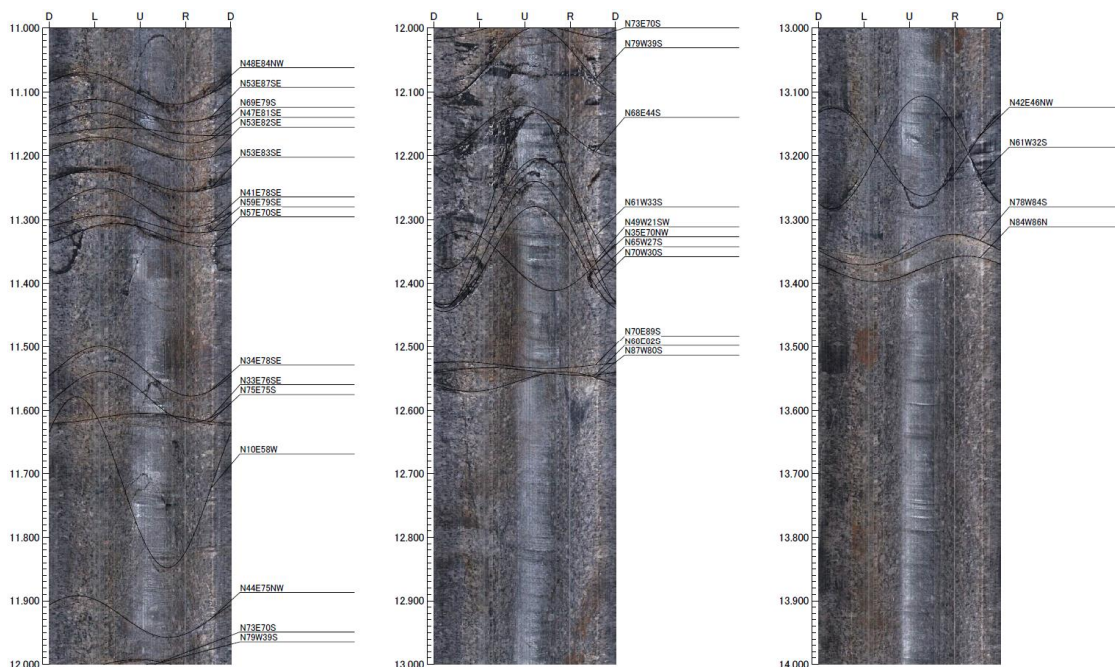 D L U R D
11.000
11.100
11.200
11.300
11.400
11.500
11.600
11.700
11.800
11.900
12.000
N48E84NW
N53E87SE
N69E79S
N47E81SE
N53E82SE
N53E83SE
N41E78SE
N59E79SE
N57E70SE
N34E78SE
N33E76SE
N75E75S
N10E58W
N44E75NW
N73E70S
N79W39S
D L U R D
12.000
12.100
12.200
12.300
12.400
12.500
12.600
12.700
12.800
12.900
13.000
N73E70S
N79W39S
N68E44S
N61W33S
N49W21SW
N35E70NW
N65W27S
N70W30S
N70E89S
N87W80S
D L U R D
13.000
13.100
13.200
13.300
13.400
13.500
13.600
13.700
13.800
13.900
14.000
N42E46NW
N61W32S
N78W84S
N84W86N